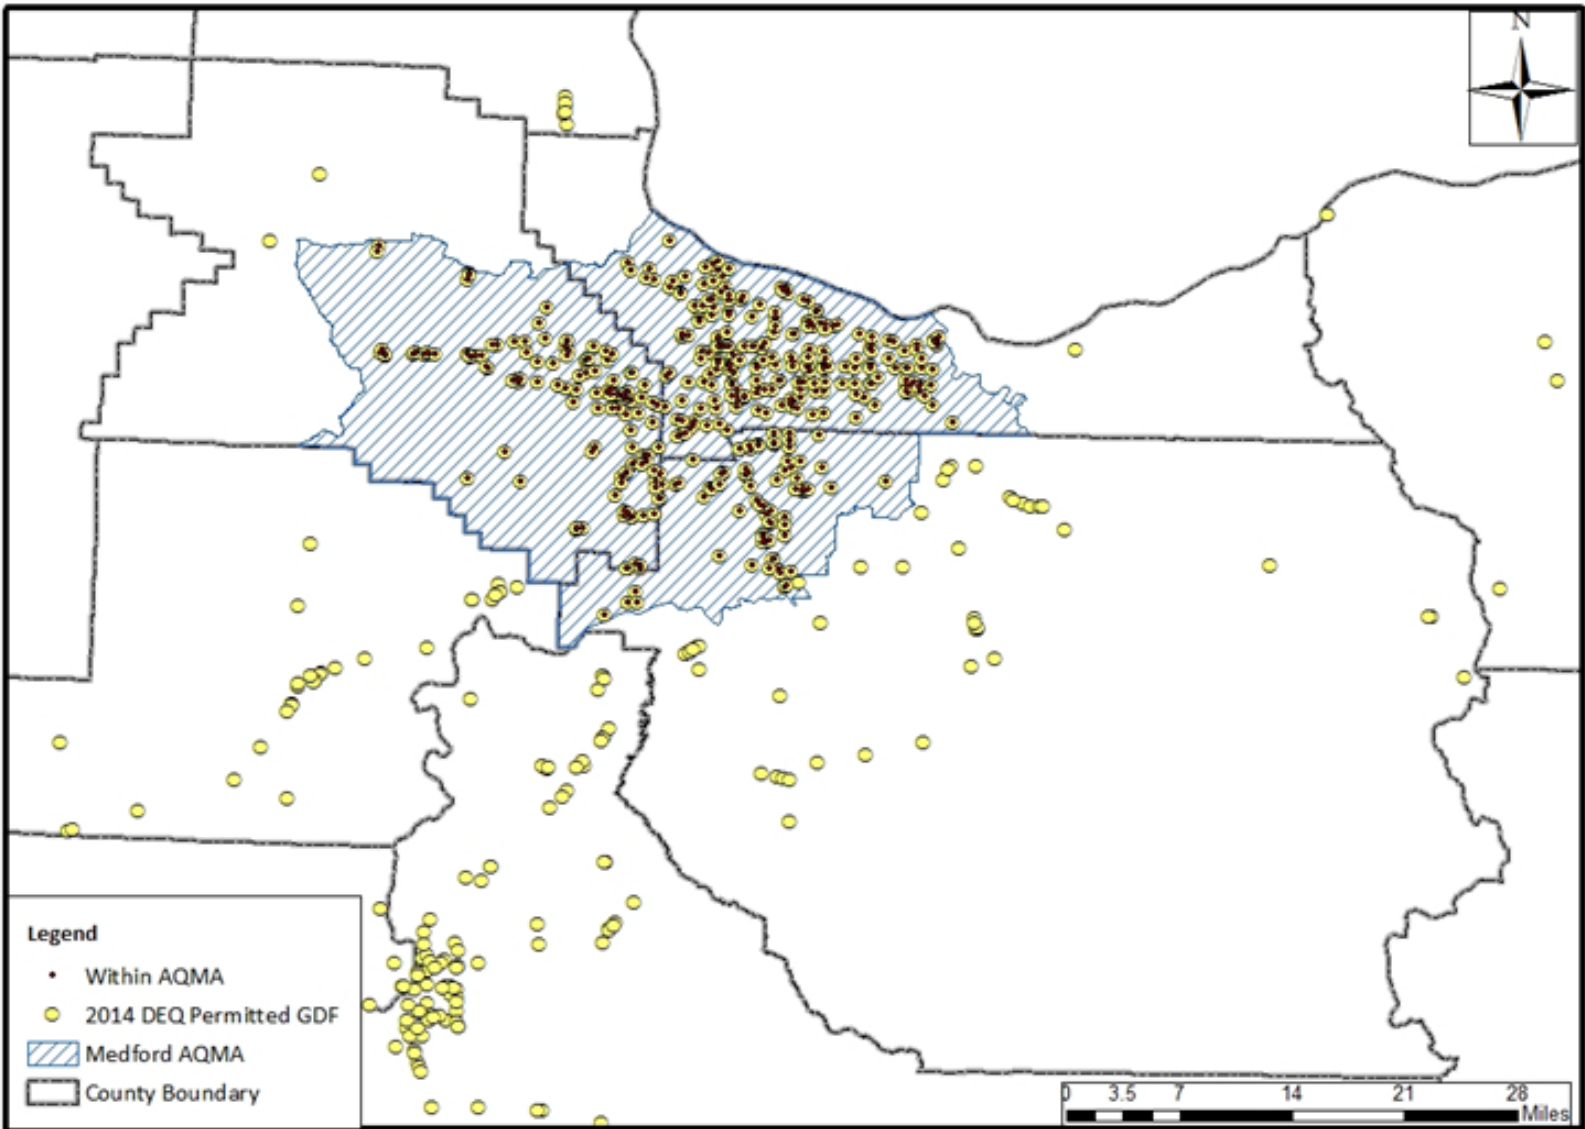 N
Legend
Within AQMA
2014 DEQ Permitted GDF
Medford AQMA
County Boundary
0 3.5 7 14 21 28
Miles